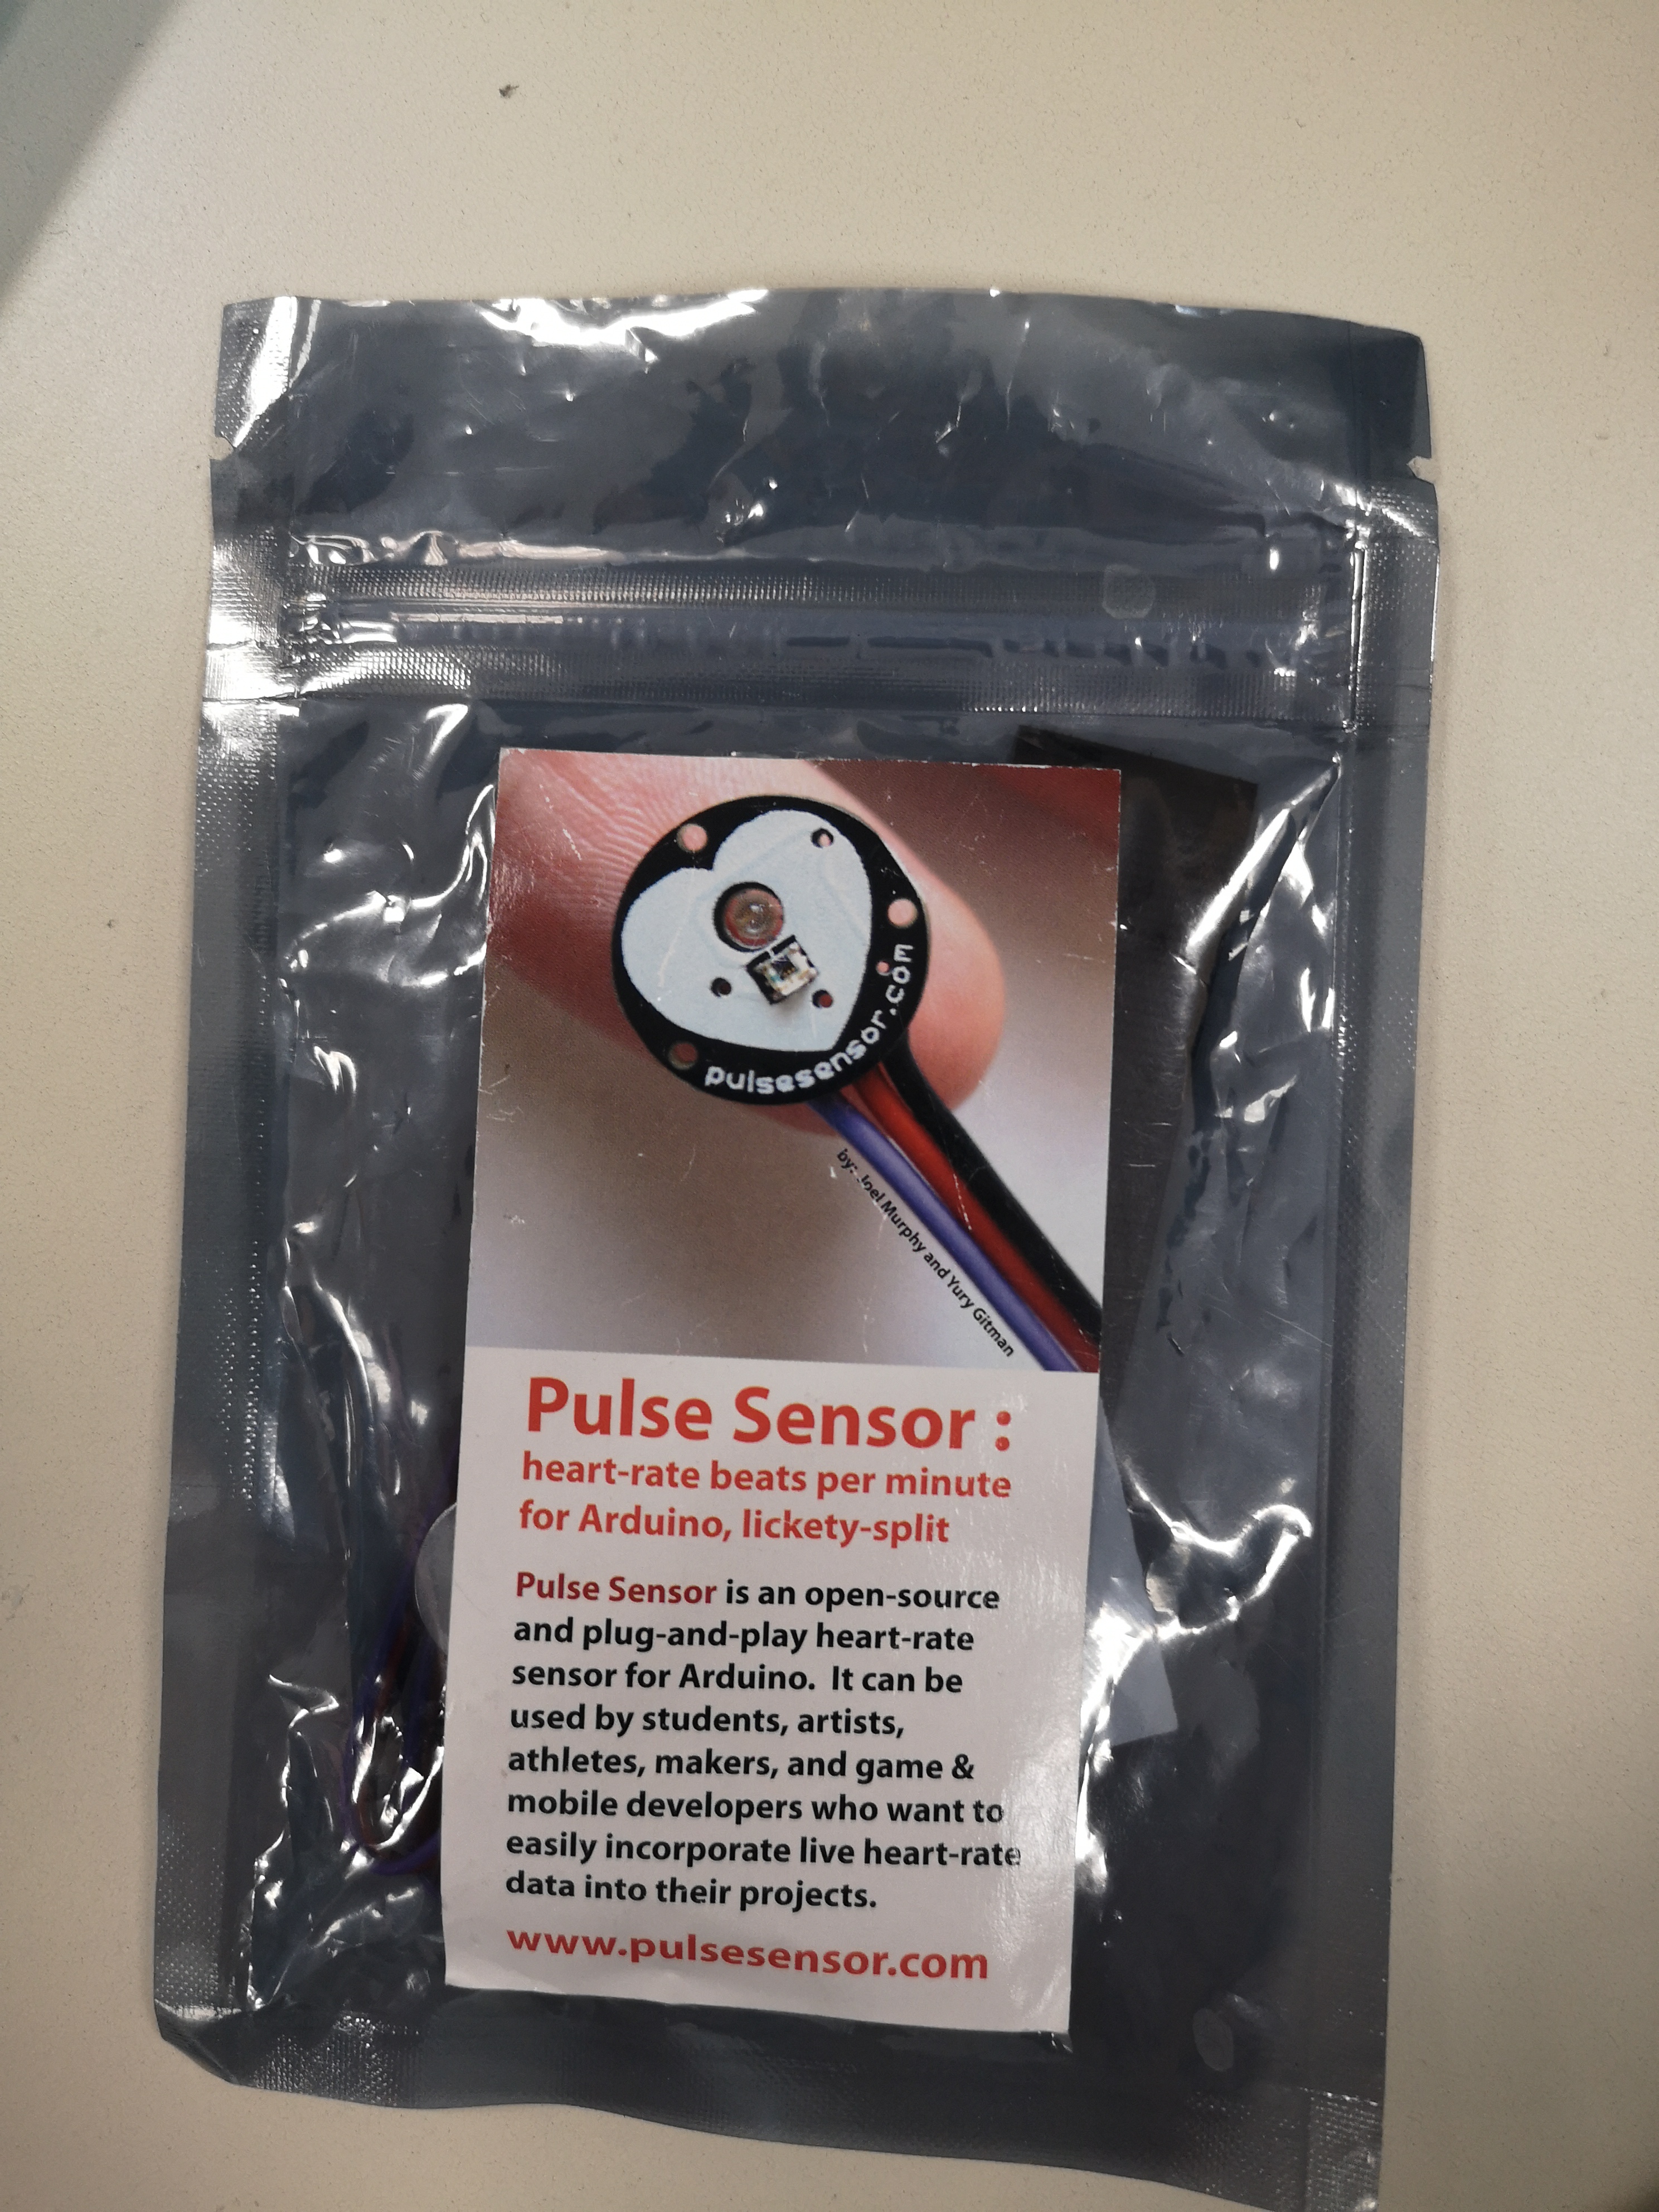 pulsesensor.com
by: Joel Murphy and Yury Gitman
Pulse Sensor :
heart-rate beats per minute
for Arduino, lickety-split
Pulse Sensor is an open-source
and plug-and-play heart-rate
sensor for Arduino.  It can be
used by students, artists,
athletes, makers, and game &
mobile developers who want to
easily incorporate live heart-rate
data into their projects.
www.pulsesensor.com